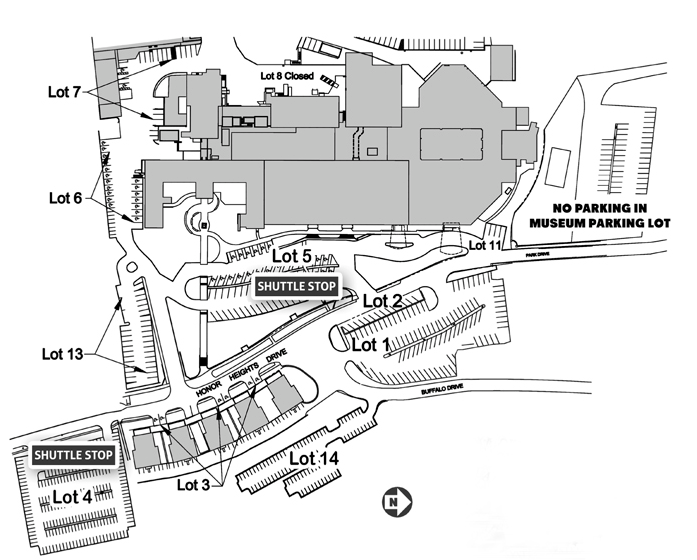 Lot 8 Closed
Lot 7
Lot 6
NO PARKING IN
MUSEUM PARKING LOT
Lot 11
PARK DRIVE
Lot 5
SHUTTLE STOP
Lot 2
Lot 1
Lot 13
HONOR HEIGHTS DRIVE
BUFFALO DRIVE
SHUTTLE STOP
Lot 14
Lot 3
Lot 4
N